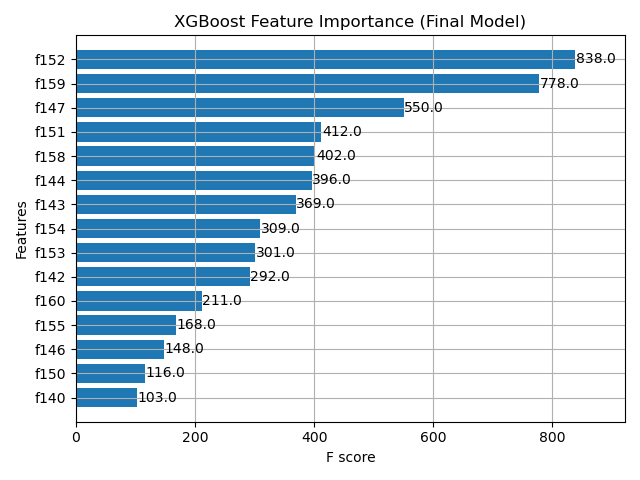 XGBoost Feature Importance (Final Model)
f152 838.0
f159 778.0
f147 550.0
f151 412.0
f158 402.0
f144 396.0
f143 369.0
f154 309.0
f153 301.0
f142 292.0
f160 211.0
f155 168.0
f146 148.0
f150 116.0
f140 103.0
Features
0 200 400 600 800
F score